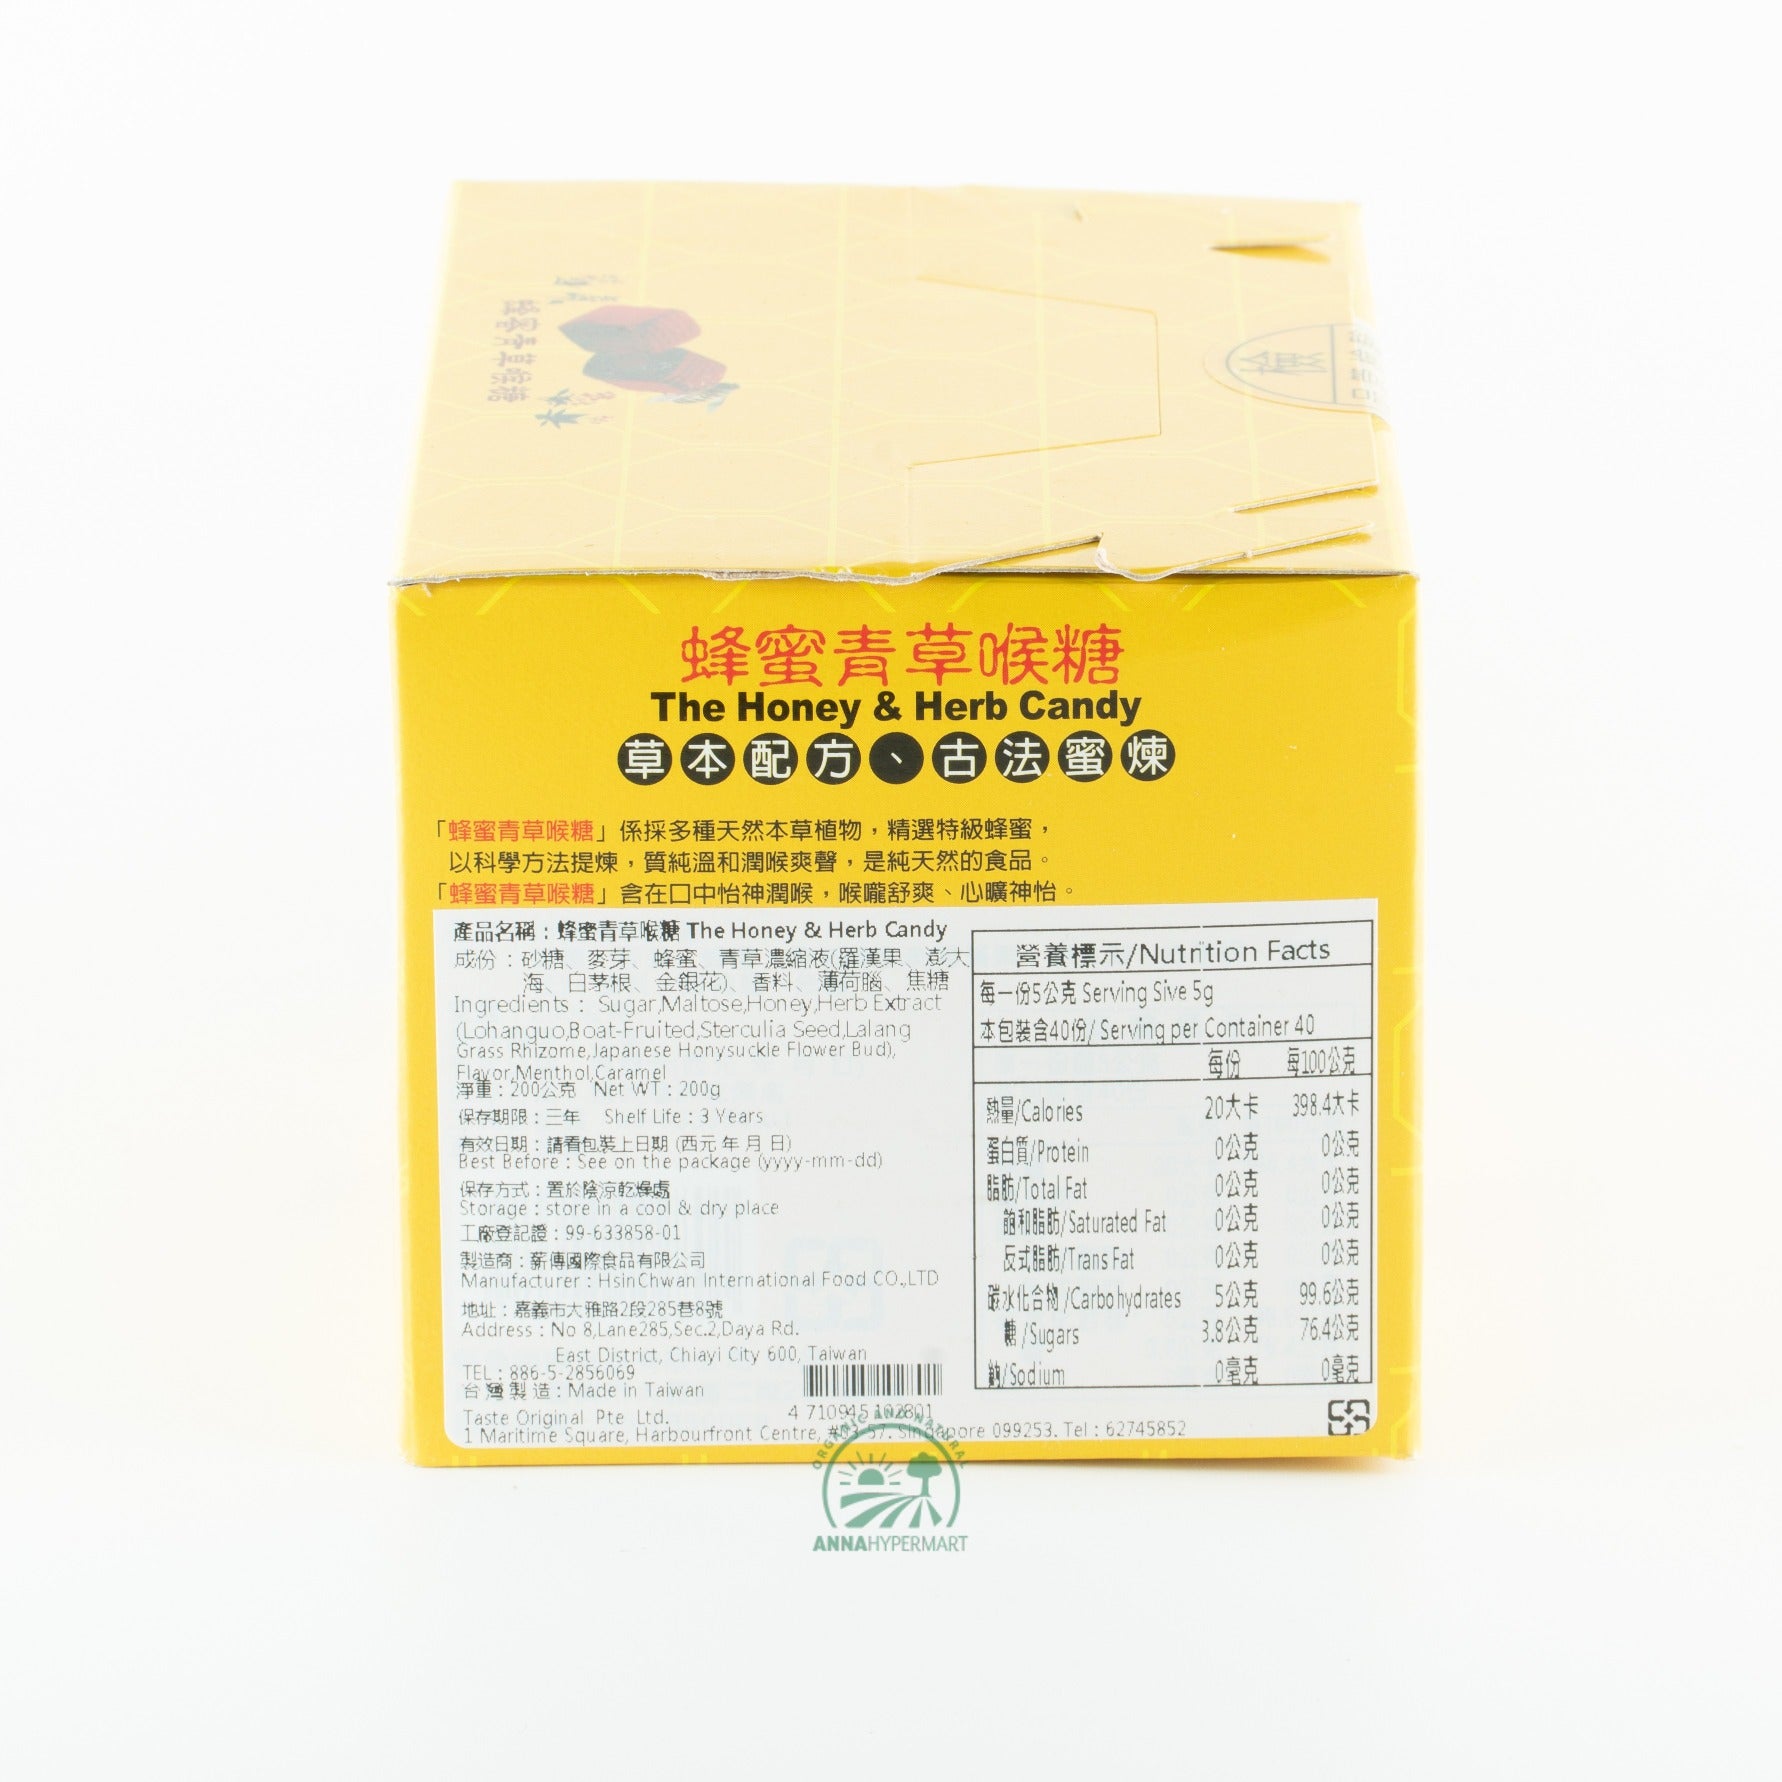 蜂蜜青草喉糖
蜂蜜青草喉糖
The Honey & Herb Candy
草本配方、古法蜜煉
「蜂蜜青草喉糖」係採多種天然本草植物，精選特級蜂蜜，
以科學方法提煉，質純溫和潤喉爽聲，是純天然的食品。
「蜂蜜青草喉糖」含在口中怡神潤喉，喉嚨舒爽、心曠神怡。
產品名稱：蜂蜜青草喉糖 The Honey & Herb Candy
成份：砂糖、麥芽、蜂蜜、青草濃縮液(羅漢果、澎大
海、白茅根、金銀花)、香料、薄荷腦、焦糖
Ingredients : Sugar,Maltose,Honey,Herb Extract
(Lohanguo,Boat-Fruited,Sterculia Seed,Lalang
Grass Rhizome,Japanese Honysuckle Flower Bud),
Flavor,Menthol,Caramel
淨重：200公克 Net WT : 200g
保存期限：三年 Shelf Life : 3 Years
有效日期：請看包裝上日期 (西元 年 月 日)
Best Before : See on the package (yyyy-mm-dd)
保存方式：置於陰涼乾燥處
Storage : store in a cool & dry place
工廠登記證：99-633858-01
製造商：薪傳國際食品有限公司
Manufacturer : HsinChwan International Food CO.,LTD
地址：嘉義市大雅路2段285巷8號
Address : No 8,Lane285,Sec.2,Daya Rd.
East District, Chiayi City 600, Taiwan
TEL : 886-5-2856069
台灣製造：Made in Taiwan
4 710945 102801
Taste Original Pte Ltd.
1 Maritime Square, Harbourfront Centre, #03-57. Singapore 099253. Tel : 62745852
營養標示/Nutrition Facts
每一份5公克 Serving Sive 5g
本包裝含40份/ Serving per Container 40
每份 每100公克
熱量/Calories 20大卡 398.4大卡
蛋白質/Protein 0公克 0公克
脂肪/Total Fat 0公克 0公克
飽和脂肪/Saturated Fat 0公克 0公克
反式脂肪/Trans Fat 0公克 0公克
碳水化合物/Carbohydrates 5公克 99.6公克
糖/Sugars 3.8公克 76.4公克
鈉/Sodium 0毫克 0毫克
ORGANIC AND NATURAL
ANNAHYPERMART